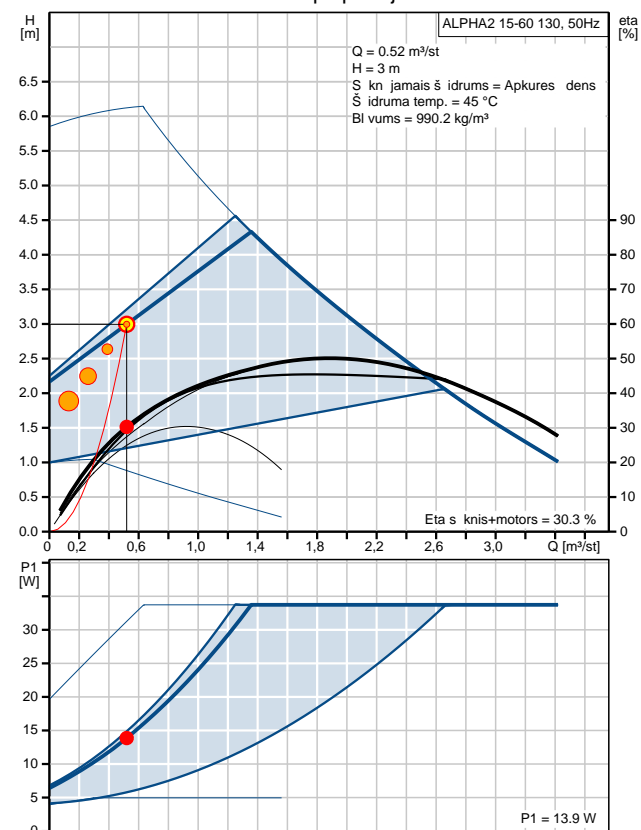 H
[m]
ALPHA2 15-60 130, 50Hz
eta
[%]
Q = 0.52 m³/st
H = 3 m
S kn jamais š idrums = Apkures dens
Š idruma temp. = 45 °C
Bl vums = 990.2 kg/m³
6.5
6.0
5.5
5.0
4.5
4.0
3.5
3.0
2.5
2.0
1.5
1.0
0.5
0.0
90
80
70
60
50
40
30
20
10
0
Eta s knis+motors = 30.3 %
0 0,2 0,6 1,0 1,4 1,8 2,2 2,6 3,0 Q [m³/st]
P1
[W]
30
25
20
15
10
5
0
P1 = 13.9 W